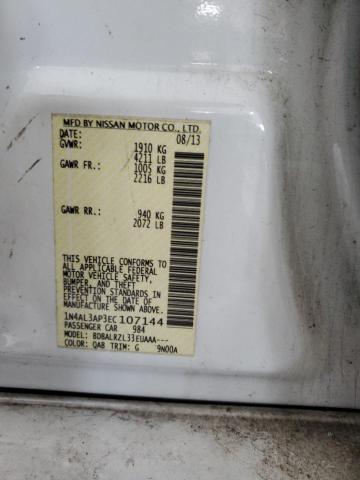 MFD BY NISSAN MOTOR CO., LTD.
DATE: 08/13
GVWR: 1910 KG
4211 LB
GAWR FR.: 1005 KG
2216 LB
GAWR RR.: 940 KG
2072 LB
THIS VEHICLE CONFORMS TO
ALL APPLICABLE FEDERAL
MOTOR VEHICLE SAFETY,
BUMPER, AND THEFT
PREVENTION STANDARDS
IN EFFECT ON THE DATE OF
MANUFACTURE SHOWN
ABOVE.
1N4AL3AP3EC107144
PASSENGER CAR 984
MODEL: BDBALRZL33EUAAA---
COLOR: QAB TRIM: G 9N00A